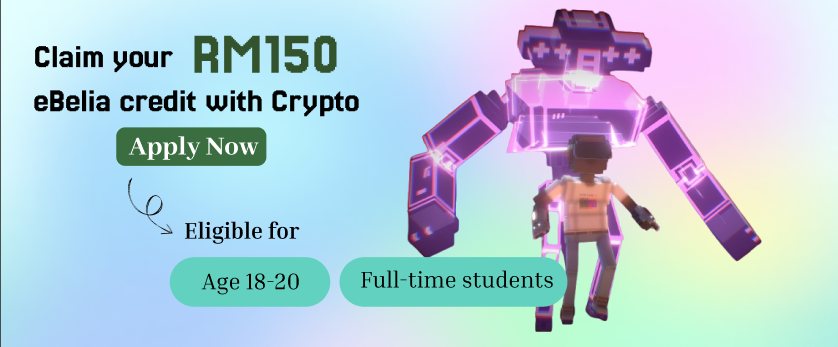 Claim your RM150
eBelia credit with Crypto
Apply Now
Eligible for
Age 18-20
Full-time students